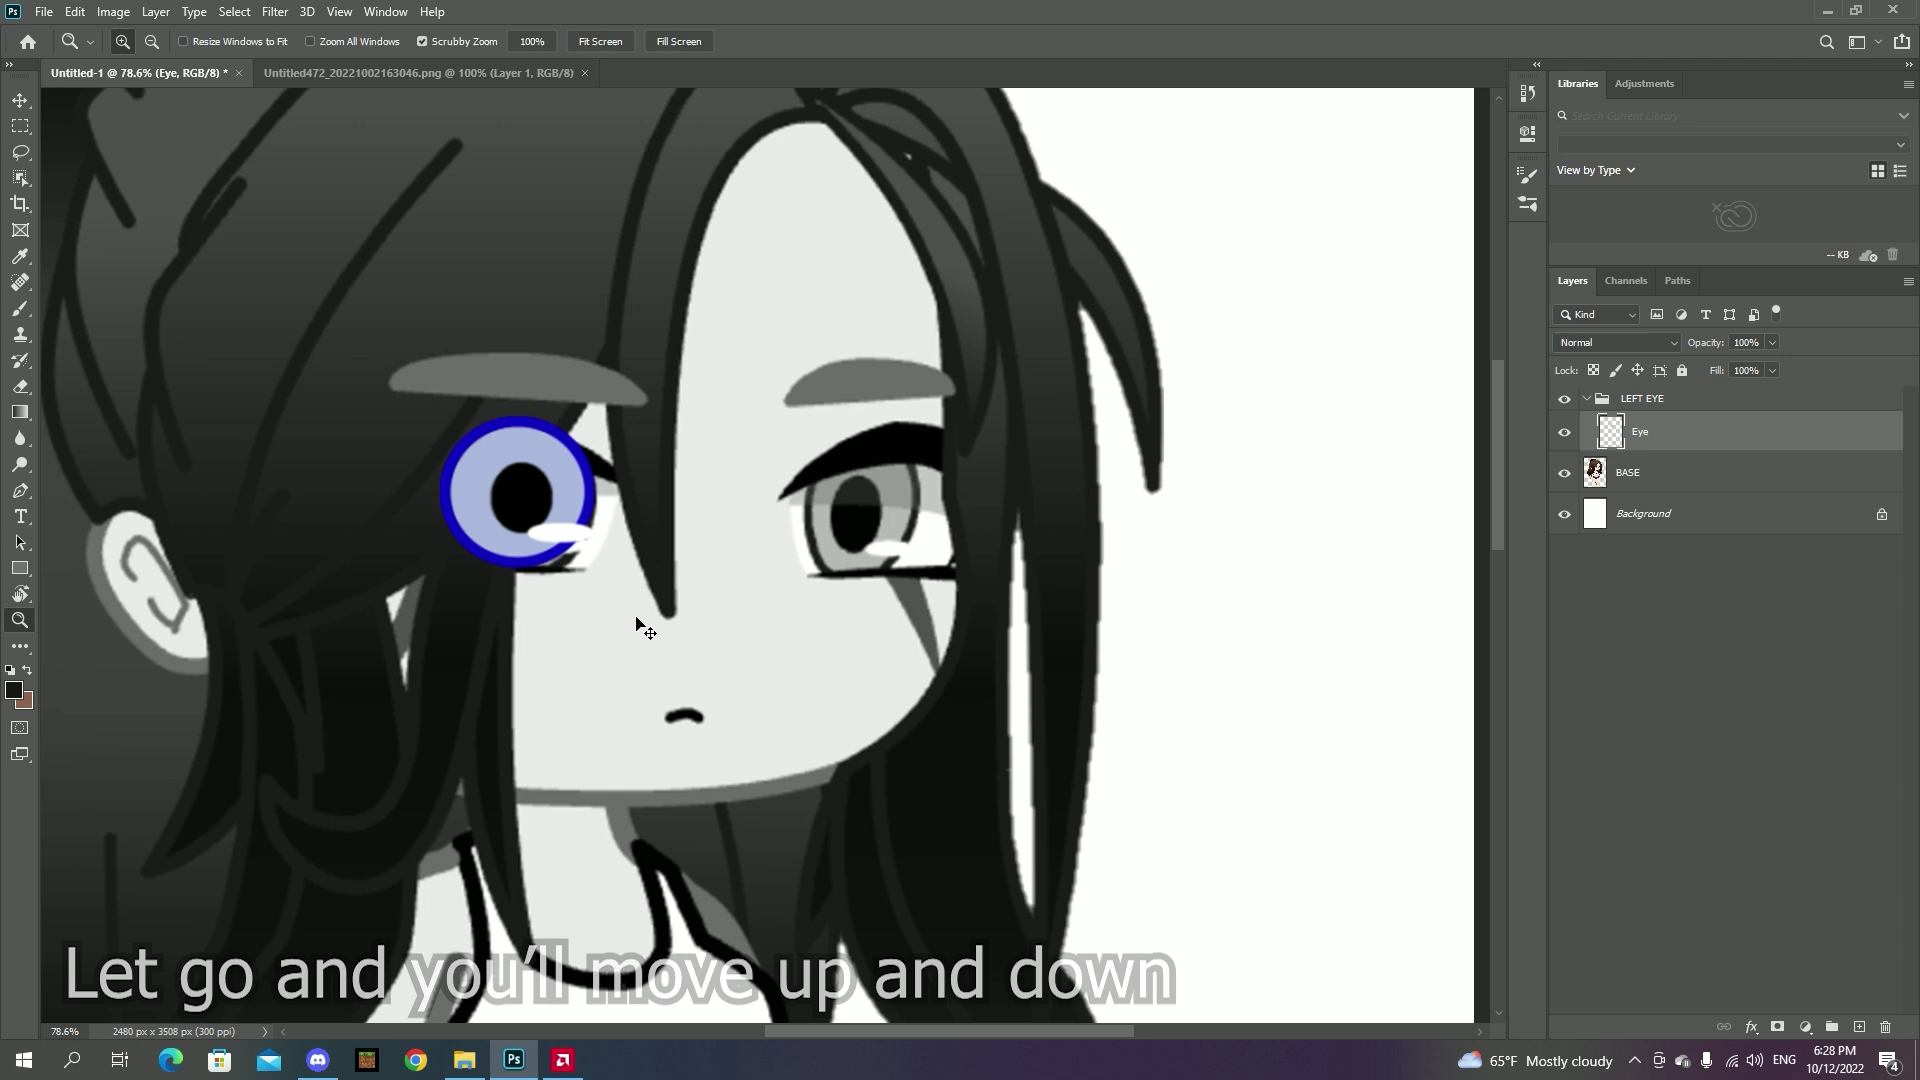 File Edit Image Layer Type Select Filter 3D View Window Help
Resize Windows to Fit Zoom All Windows Scrubby Zoom 100% Fit Screen Fill Screen
Untitled-1 @ 78.6% (Eye, RGB/8) * Untitled472_20221002163046.png @ 100% (Layer 1, RGB/8)
Libraries Adjustments
Search Current Library
View by Type
-- KB
Layers Channels Paths
Kind
Normal Opacity: 100%
Lock: Fill: 100%
LEFT EYE
Eye
BASE
Background
Let go and you'll move up and down
78.6% 2480 px x 3508 px (300 ppi)
65°F Mostly cloudy ENG 6:28 PM
10/12/2022
4